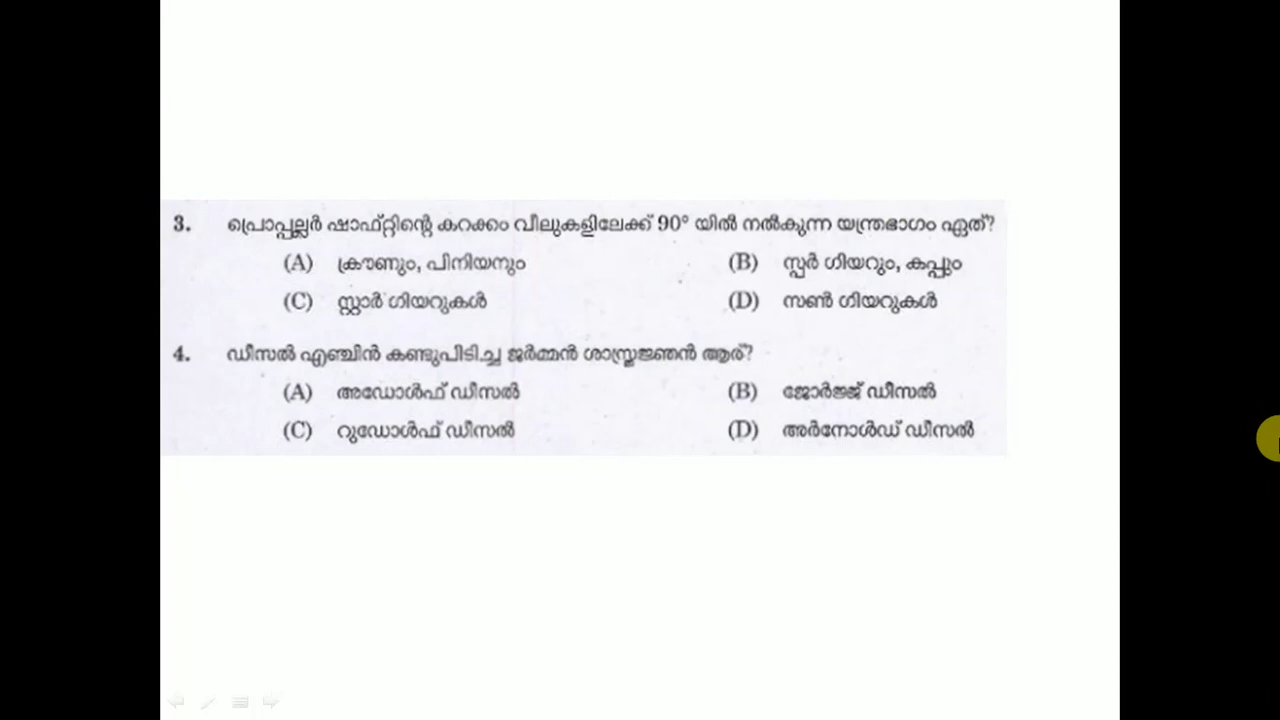 3. പ്രൊപ്പല്ലർ ഷാഫ്റ്റിന്റെ കറക്കം വീലുകളിലേക്ക് 90° യിൽ നൽകുന്ന യന്ത്രഭാഗം ഏത്?
(A) ക്രൗണും, പിനിയനും (B) സ്പർ ഗിയറും, കപ്പും
(C) സ്റ്റാർ ഗിയറുകൾ (D) സൺ ഗിയറുകൾ
4. ഡീസൽ എഞ്ചിൻ കണ്ടുപിടിച്ച ജർമ്മൻ ശാസ്ത്രജ്ഞൻ ആര്?
(A) അഡോൾഫ് ഡീസൽ (B) ജോർജ്ജ് ഡീസൽ
(C) റുഡോൾഫ് ഡീസൽ (D) അർനോൾഡ് ഡീസൽ